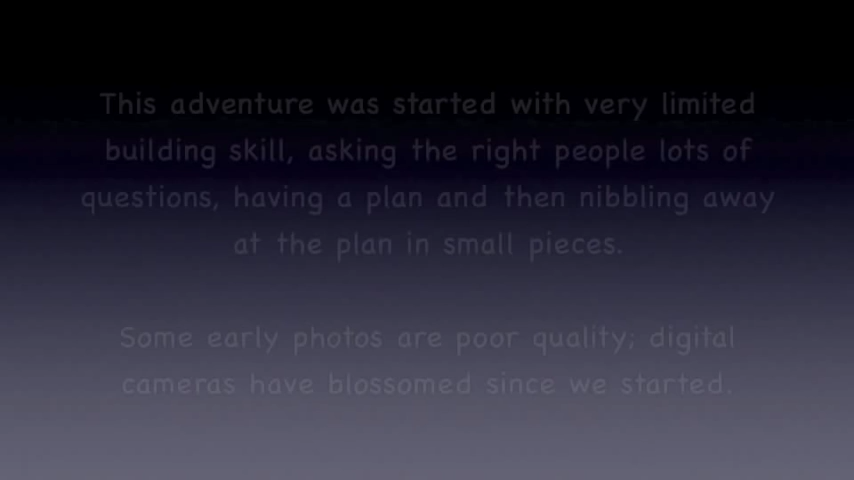 This adventure was started with very limited
building skill, asking the right people lots of
questions, having a plan and then nibbling away
at the plan in small pieces.
Some early photos are poor quality; digital
cameras have blossomed since we started.